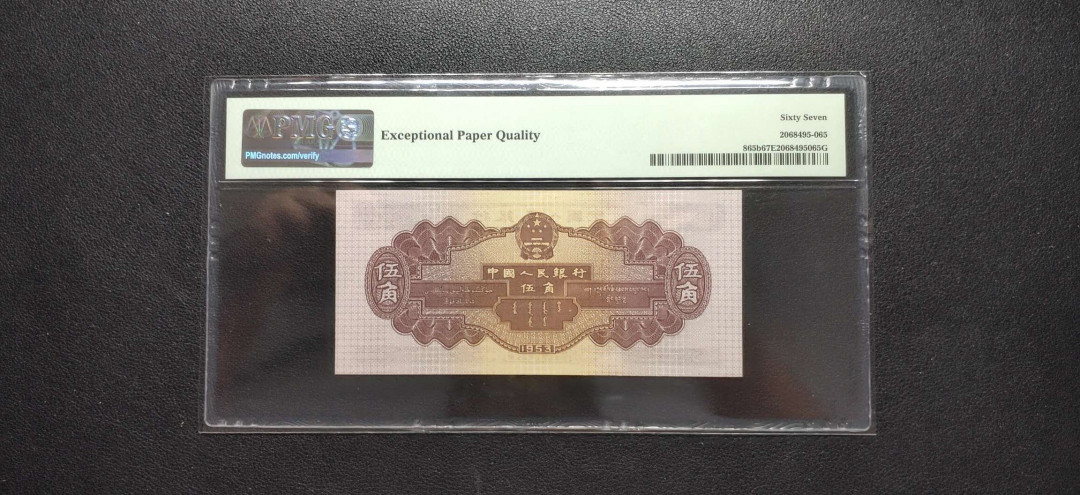 PMG
PMGnotes.com/verify
Exceptional Paper Quality
Sixty Seven
2068495-065
865b67E2068495065G
中國人民銀行
伍角
伍角
伍角
1953